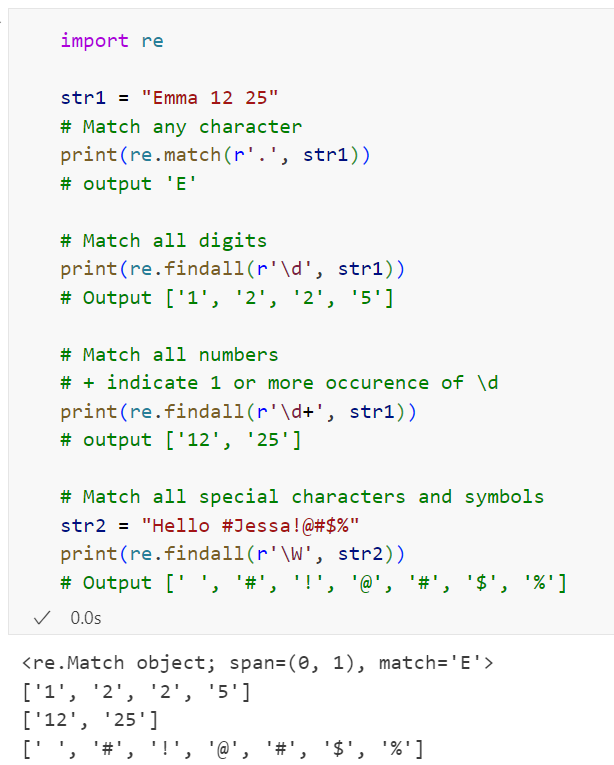 import re
str1 = "Emma 12 25"
# Match any character
print(re.match(r'.', str1))
# output 'E'
# Match all digits
print(re.findall(r'\d', str1))
# Output ['1', '2', '2', '5']
# Match all numbers
# + indicate 1 or more occurence of \d
print(re.findall(r'\d+', str1))
# output ['12', '25']
# Match all special characters and symbols
str2 = "Hello #Jessa!@#$%"
print(re.findall(r'\W', str2))
# Output [' ', '#', '!', '@', '#', '$', '%']
0.0s
<re.Match object; span=(0, 1), match='E'>
['1', '2', '2', '5']
['12', '25']
[' ', '#', '!', '@', '#', '$', '%']